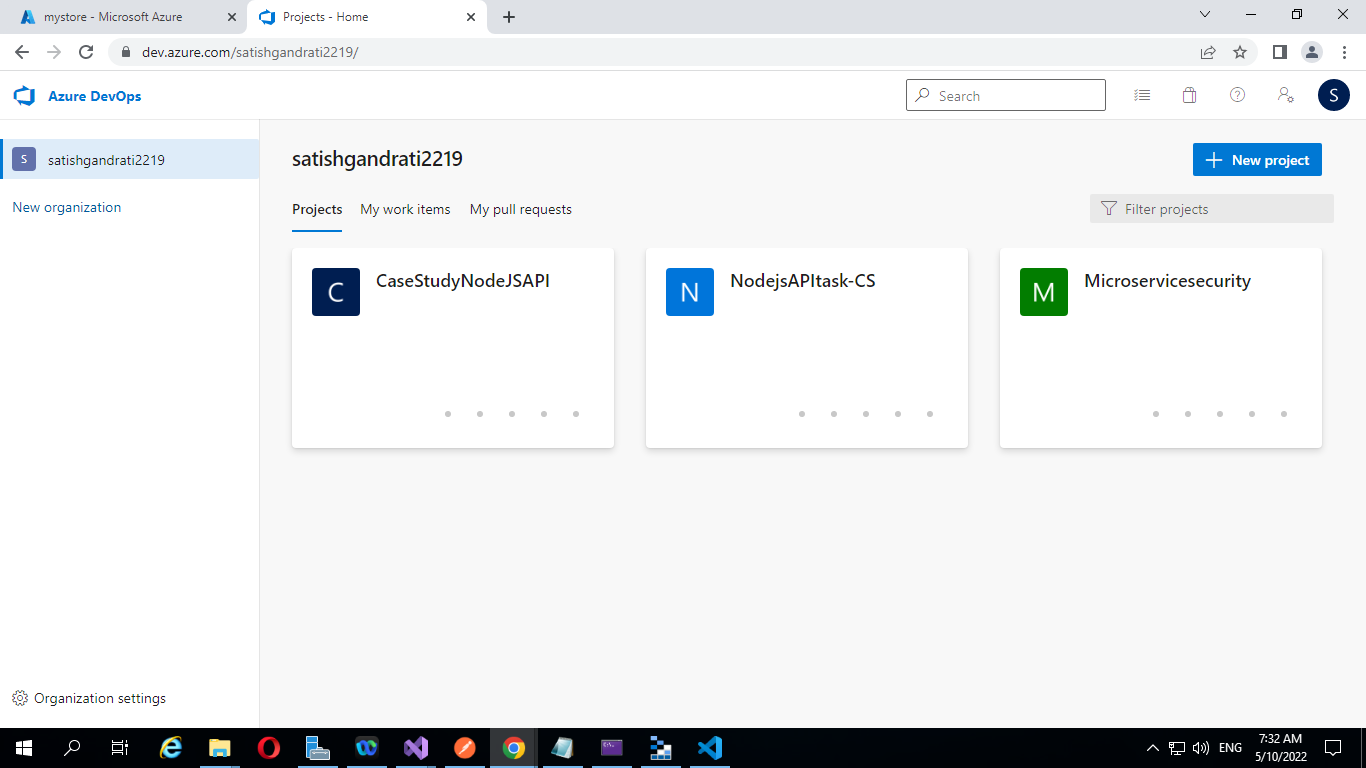 mystore - Microsoft Azure
Projects - Home
dev.azure.com/satishgandrati2219/
Azure DevOps
Search
S
S
satishgandrati2219
New organization
satishgandrati2219
New project
Projects
My work items
My pull requests
Filter projects
C
CaseStudyNodeJSAPI
N
NodejsAPItask-CS
M
Microservicesecurity
Organization settings
ENG
7:32 AM
5/10/2022